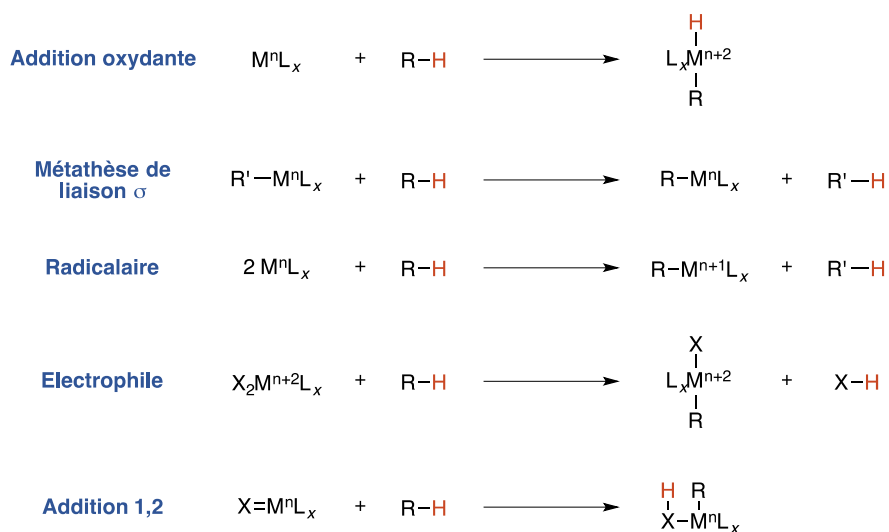 Addition oxydante MⁿLₓ + R–H H LₓMⁿ⁺² R
Métathèse de liaison σ R'–MⁿLₓ + R–H R–MⁿLₓ + R'–H
Radicalaire 2 MⁿLₓ + R–H R–Mⁿ⁺¹Lₓ + R'–H
Electrophile X₂Mⁿ⁺²Lₓ + R–H X LₓMⁿ⁺² R + X–H
Addition 1,2 X=MⁿLₓ + R–H H R X–MⁿLₓ